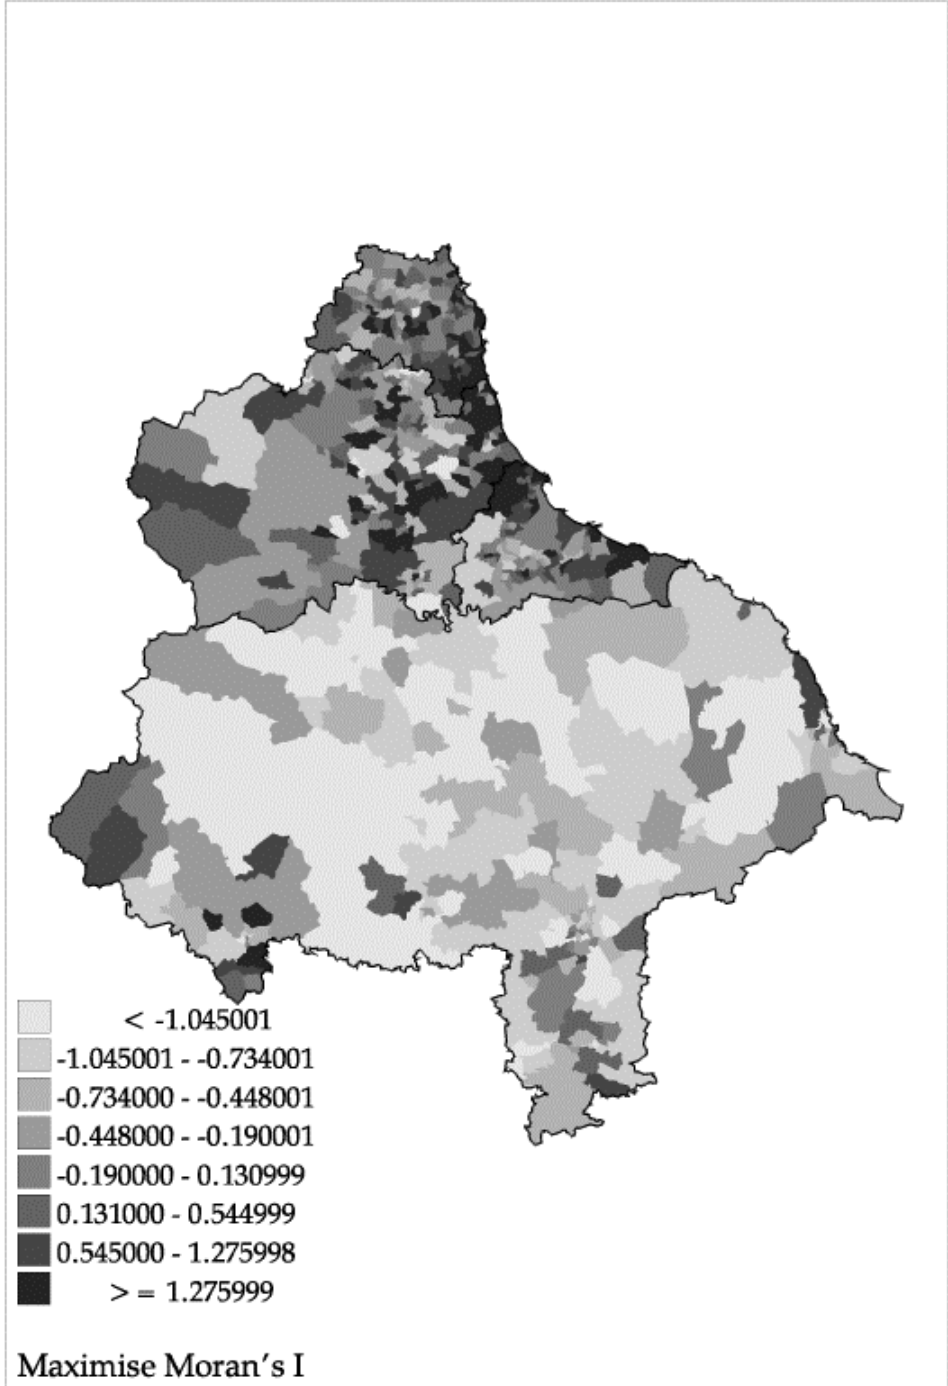 < -1.045001
-1.045001 - -0.734001
-0.734000 - -0.448001
-0.448000 - -0.190001
-0.190000 - 0.130999
0.131000 - 0.544999
0.545000 - 1.275998
> = 1.275999
Maximise Moran's I